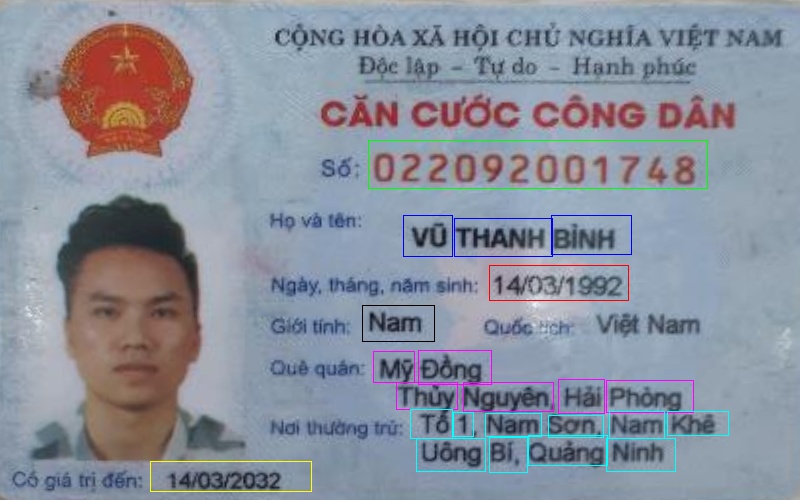 CỘNG HÒA XÃ HỘI CHỦ NGHĨA VIỆT NAM
Độc lập – Tự do – Hạnh phúc
CĂN CƯỚC CÔNG DÂN
Số: 022092001748
Họ và tên: VŨ THANH BÌNH
Ngày, tháng, năm sinh: 14/03/1992
Giới tính: Nam Quốc tịch: Việt Nam
Quê quán: Mỹ Đồng
Thủy Nguyên, Hải Phòng
Nơi thường trú: Tổ 1, Nam Sơn, Nam Khê
Uông Bí, Quảng Ninh
Có giá trị đến: 14/03/2032